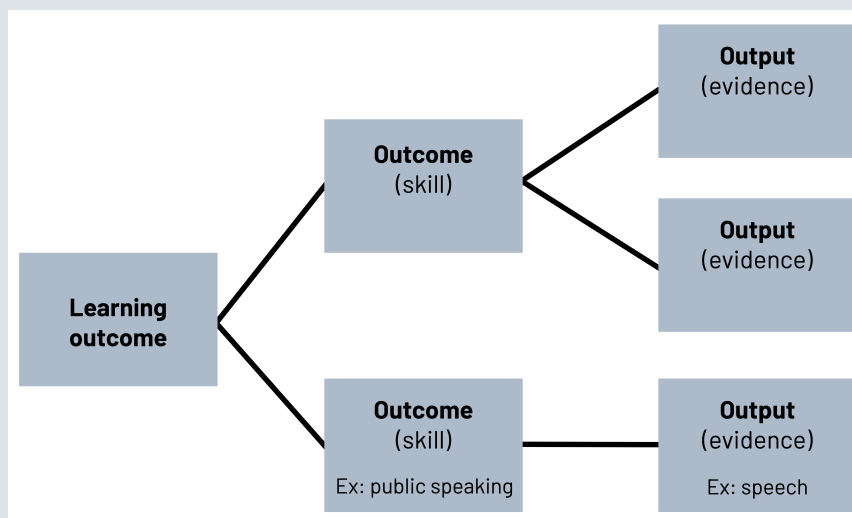 Learning
outcome
Outcome
(skill)
Output
(evidence)
Output
(evidence)
Outcome
(skill)
Ex: public speaking
Output
(evidence)
Ex: speech